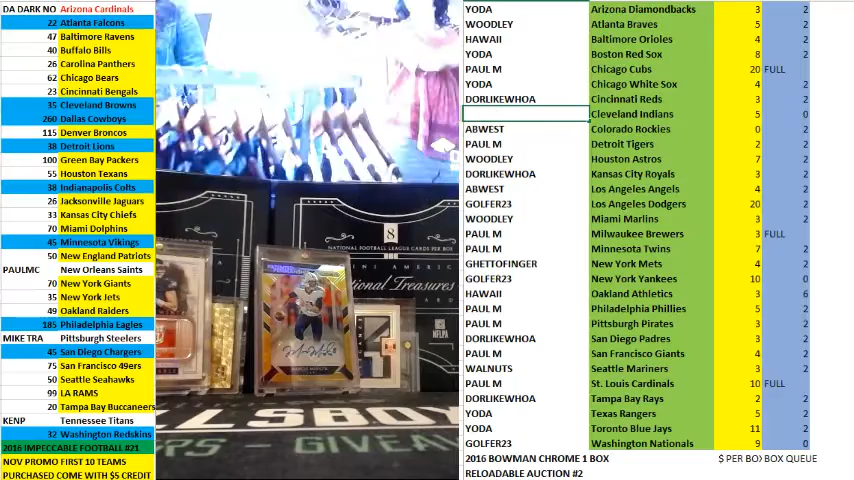 DA DARK NO Arizona Cardinals
22 Atlanta Falcons
47 Baltimore Ravens
40 Buffalo Bills
26 Carolina Panthers
62 Chicago Bears
23 Cincinnati Bengals
35 Cleveland Browns
260 Dallas Cowboys
115 Denver Broncos
38 Detroit Lions
100 Green Bay Packers
55 Houston Texans
38 Indianapolis Colts
26 Jacksonville Jaguars
33 Kansas City Chiefs
70 Miami Dolphins
45 Minnesota Vikings
50 New England Patriots
PAULMC New Orleans Saints
70 New York Giants
35 New York Jets
49 Oakland Raiders
185 Philadelphia Eagles
MIKE TRA Pittsburgh Steelers
45 San Diego Chargers
75 San Francisco 49ers
50 Seattle Seahawks
99 LA RAMS
20 Tampa Bay Buccaneers
KENP Tennessee Titans
32 Washington Redskins
2016 IMPECCABLE FOOTBALL #21
NOV PROMO FIRST 10 TEAMS
PURCHASED COME WITH $5 CREDIT
8
NATIONAL FOOTBALL LEAGUE CARDS PER BOX
NFLPA
LLSBOY
RS - GIVEAW
YODA Arizona Diamondbacks 3 2
WOODLEY Atlanta Braves 5 2
HAWAII Baltimore Orioles 4 2
YODA Boston Red Sox 8 2
PAUL M Chicago Cubs 20 FULL
YODA Chicago White Sox 4 2
DORLIKEWHOA Cincinnati Reds 3 2
Cleveland Indians 5 0
ABWEST Colorado Rockies 0 2
PAUL M Detroit Tigers 2 2
WOODLEY Houston Astros 7 2
DORLIKEWHOA Kansas City Royals 3 2
ABWEST Los Angeles Angels 4 2
GOLFER23 Los Angeles Dodgers 20 2
WOODLEY Miami Marlins 3 2
PAUL M Milwaukee Brewers 3 FULL
PAUL M Minnesota Twins 7 2
GHETTOFINGER New York Mets 4 2
GOLFER23 New York Yankees 10 0
HAWAII Oakland Athletics 3 6
PAUL M Philadelphia Phillies 5 2
PAUL M Pittsburgh Pirates 3 2
DORLIKEWHOA San Diego Padres 3 2
PAUL M San Francisco Giants 4 2
WALNUTS Seattle Mariners 3 2
PAUL M St. Louis Cardinals 10 FULL
DORLIKEWHOA Tampa Bay Rays 2 2
YODA Texas Rangers 5 2
YODA Toronto Blue Jays 11 2
GOLFER23 Washington Nationals 9 0
2016 BOWMAN CHROME 1 BOX $ PER BO BOX QUEUE
RELOADABLE AUCTION #2